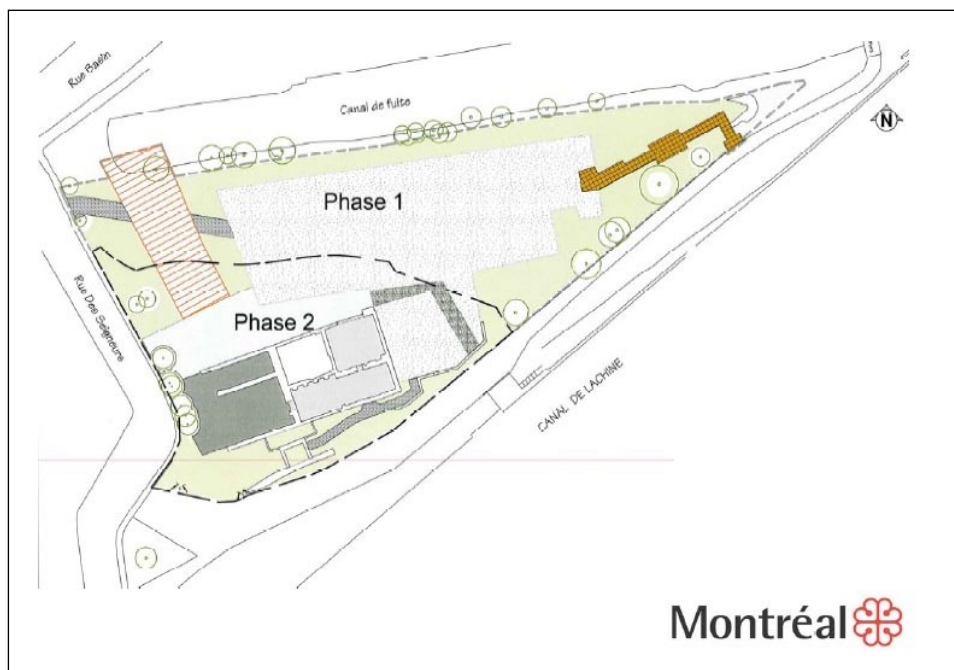 Rue Basin
Canal de fuite
N
Phase 1
Rue Des Seigneurs
Phase 2
CANAL DE LACHINE
Montréal